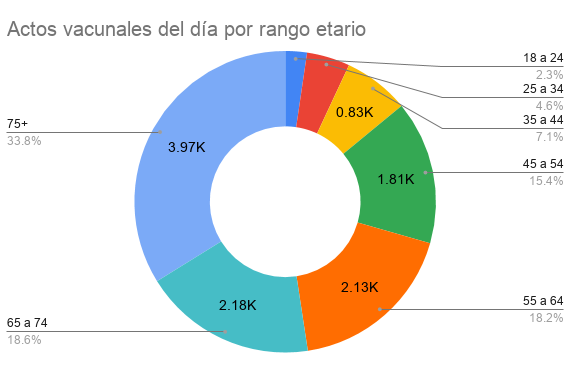 Actos vacunales del día por rango etario
18 a 24
2.3%
25 a 34
4.6%
35 a 44
7.1%
0.83K
75+
33.8%
3.97K
45 a 54
15.4%
1.81K
2.13K
55 a 64
18.2%
2.18K
65 a 74
18.6%